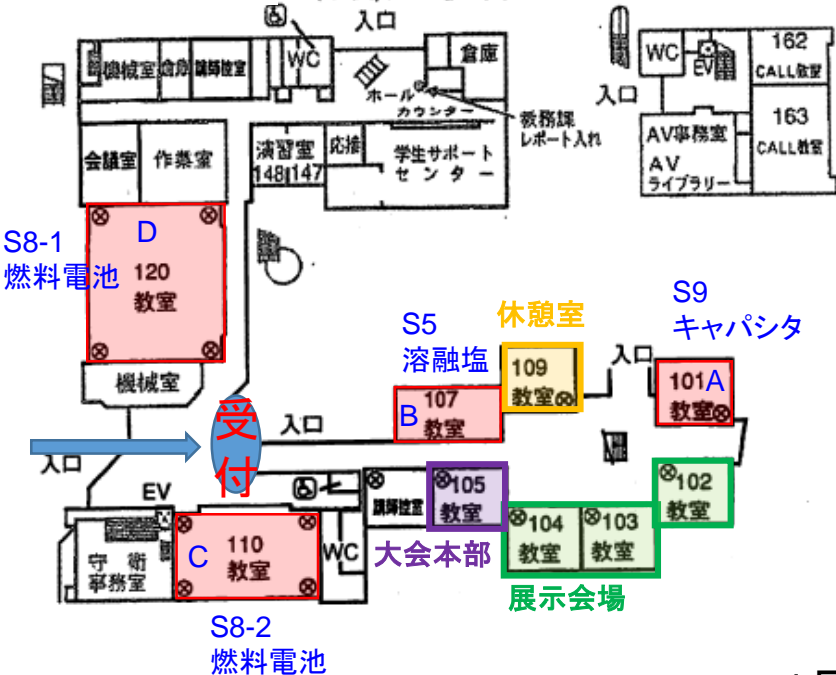 入口
機械室
倉庫
講師控室
WC
ホール
カウンター
倉庫
教務課
レポート入れ
会議室
作業室
演習室
148
147
応接
学生サポート
センター
WC
EV
162
CALL教室
入口
163
CALL教室
AV事務室
AV
ライブラリー
S8-1
燃料電池
D
120
教室
機械室
S5
溶融塩
休憩室
S9
キャパシタ
109
教室
入口
101
A
教室
B
107
教室
受付
入口
入口
EV
講師控室
105
教室
102
教室
大会本部
104
教室
103
教室
展示会場
守衛
事務室
C
110
教室
WC
S8-2
燃料電池